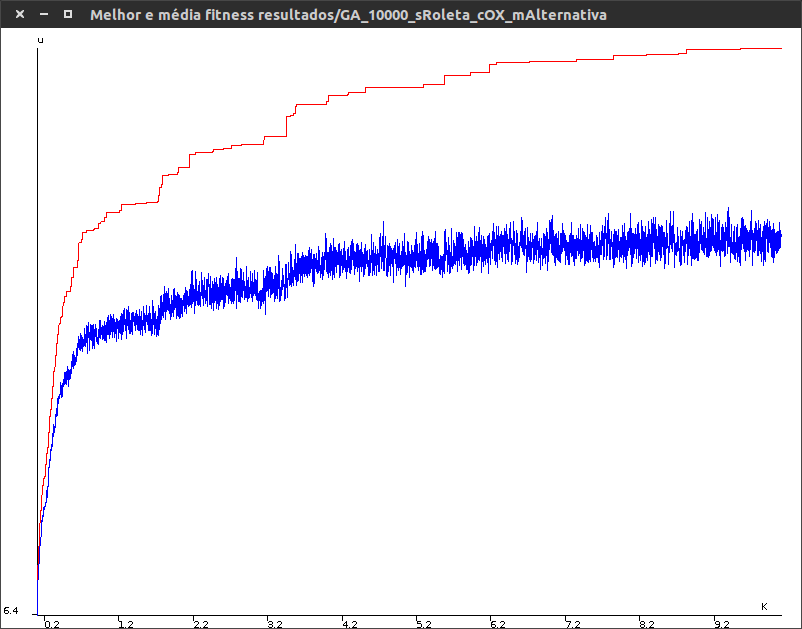 Melhor e média fitness resultados/GA_10000_sRoleta_cOX_mAlternativa
u
6.4
K
0.2 1.2 2.2 3.2 4.2 5.2 6.2 7.2 8.2 9.2